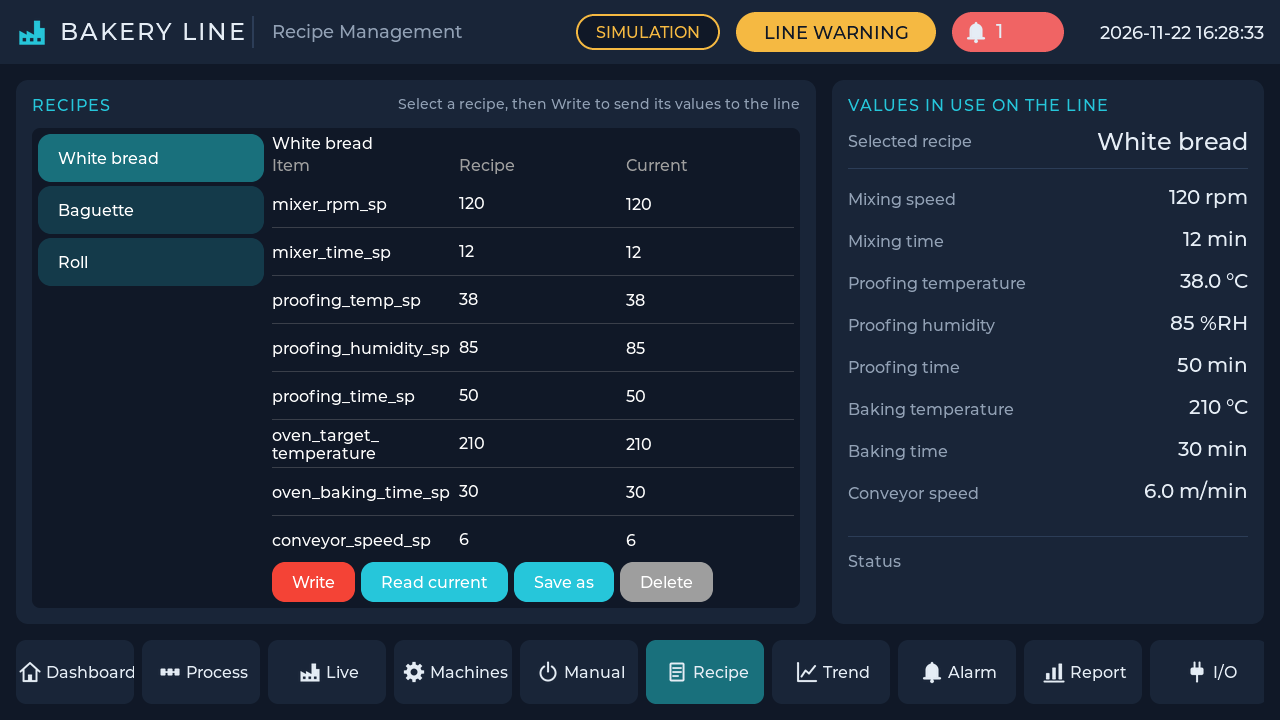 BAKERY LINE
Recipe Management
SIMULATION
LINE WARNING
1
2026-11-22 16:28:33
RECIPES
Select a recipe, then Write to send its values to the line
White bread
Baguette
Roll
White bread
Item Recipe Current
mixer_rpm_sp 120 120
mixer_time_sp 12 12
proofing_temp_sp 38 38
proofing_humidity_sp 85 85
proofing_time_sp 50 50
oven_target_
temperature 210 210
oven_baking_time_sp 30 30
conveyor_speed_sp 6 6
Write Read current Save as Delete
VALUES IN USE ON THE LINE
Selected recipe White bread
Mixing speed 120 rpm
Mixing time 12 min
Proofing temperature 38.0 °C
Proofing humidity 85 %RH
Proofing time 50 min
Baking temperature 210 °C
Baking time 30 min
Conveyor speed 6.0 m/min
Status
Dashboard Process Live Machines Manual Recipe Trend Alarm Report I/O